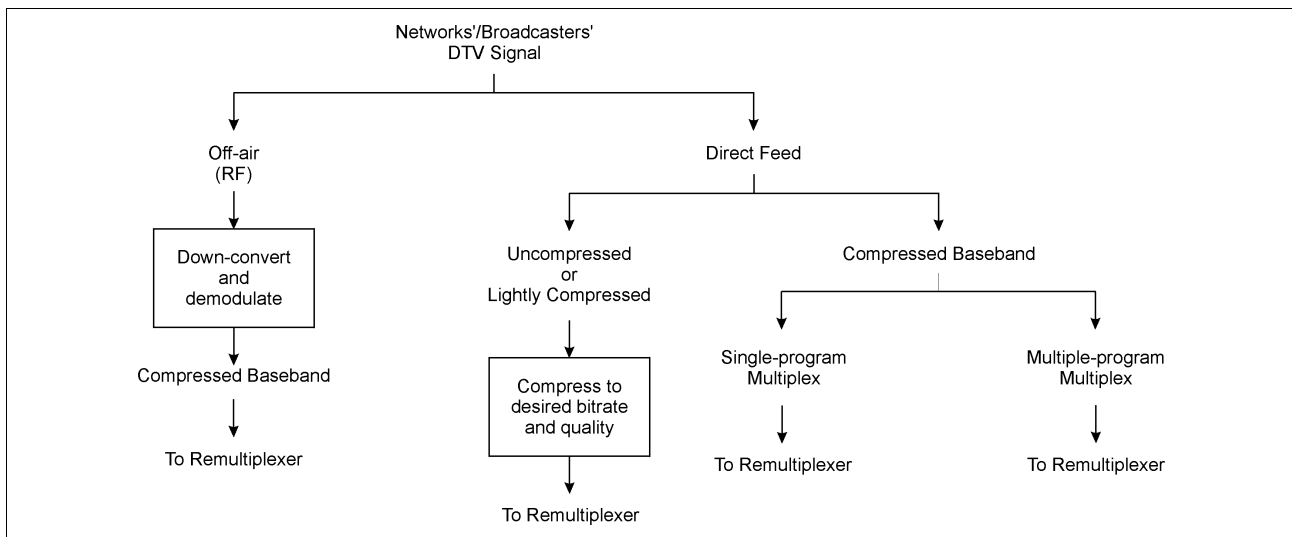 Networks'/Broadcasters'
DTV Signal
Off-air
(RF)
Direct Feed
Down-convert
and
demodulate
Uncompressed
or
Lightly Compressed
Compressed Baseband
Compressed Baseband
Single-program
Multiplex
Multiple-program
Multiplex
Compress to
desired bitrate
and quality
To Remultiplexer
To Remultiplexer
To Remultiplexer
To Remultiplexer